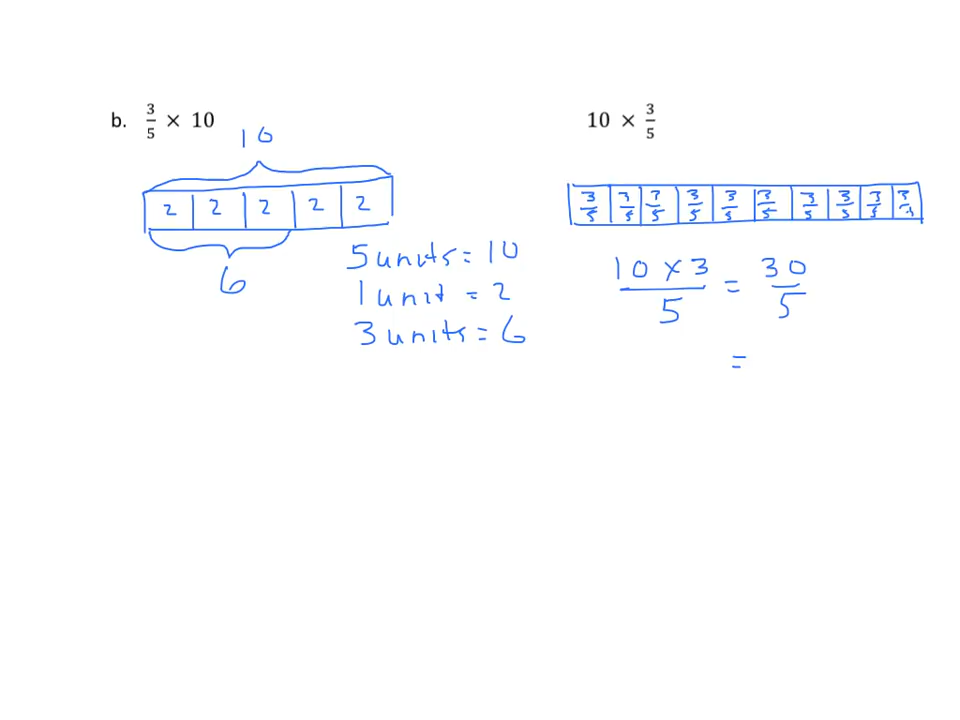 b. 3/5 × 10
10
2 2 2 2 2
6
5 units = 10
1 unit = 2
3 units = 6
10 × 3/5
3/5 3/5 3/5 3/5 3/5 3/5 3/5 3/5 3/5 3/5
10 x 3 / 5 = 30/5
=